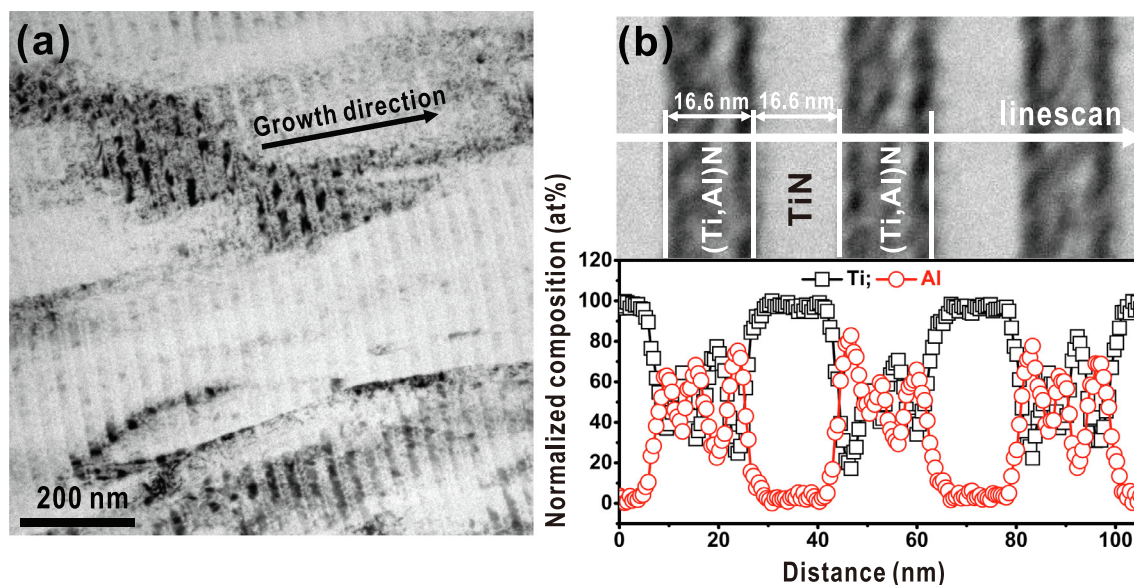 (a)
Growth direction
200 nm
(b)
16.6 nm
16.6 nm
linescan
(Ti,Al)N
TiN
(Ti,Al)N
Normalized composition (at%)
Ti; Al
120
100
80
60
40
20
0
0 20 40 60 80 100
Distance (nm)